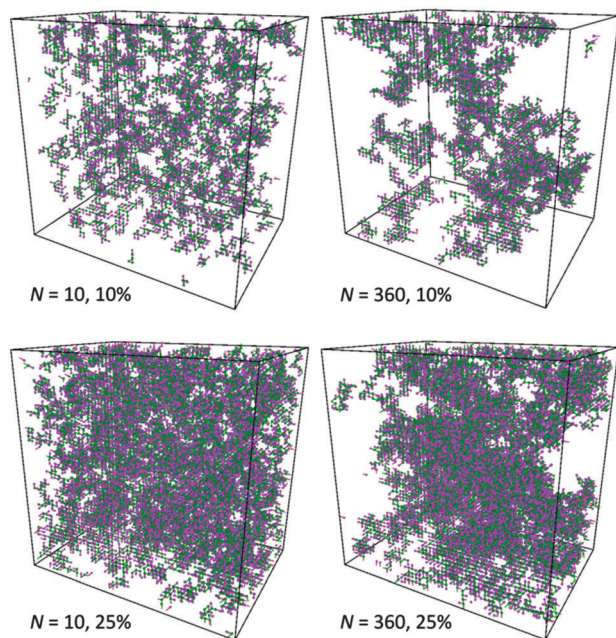 N = 10, 10%
N = 360, 10%
N = 10, 25%
N = 360, 25%